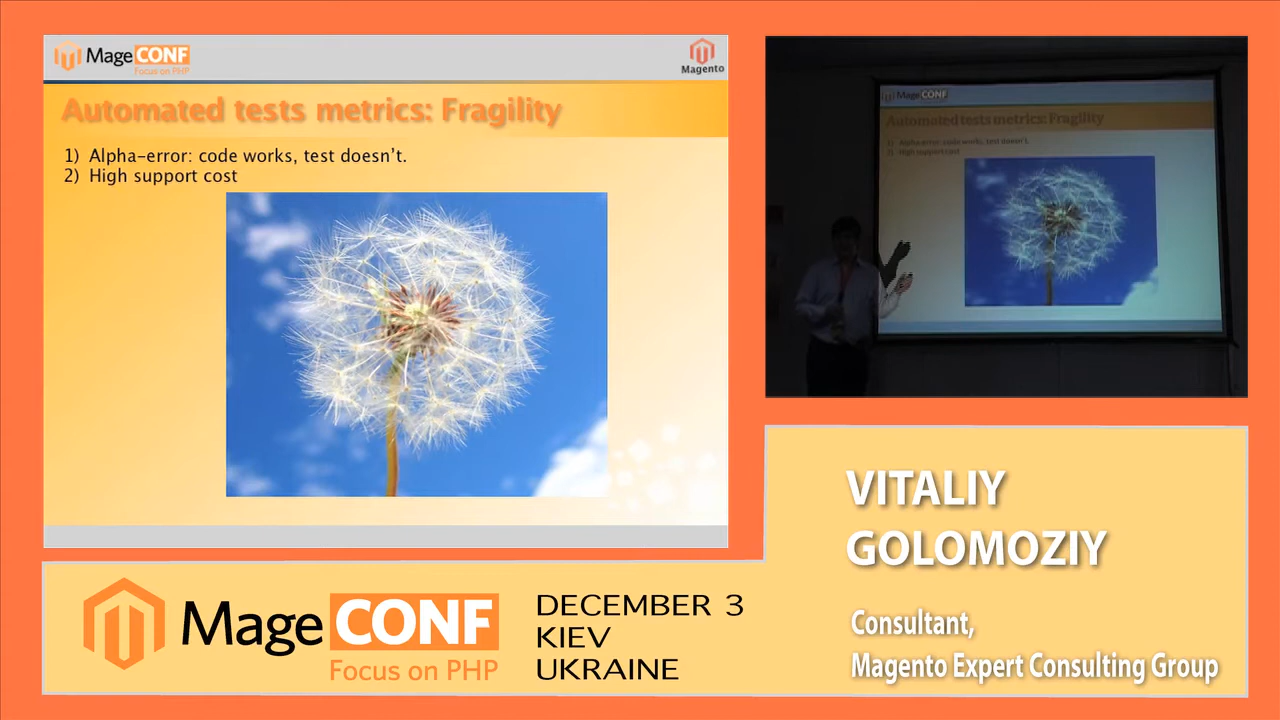 MageCONF
Focus on PHP
Magento
Automated tests metrics: Fragility
1) Alpha-error: code works, test doesn't.
2) High support cost
MageCONF
Automated tests metrics: Fragility
1) Alpha-error: code works, test doesn't.
2) High support cost
VITALIY
GOLOMOZIY
Consultant,
Magento Expert Consulting Group
MageCONF
Focus on PHP
DECEMBER 3
KIEV
UKRAINE